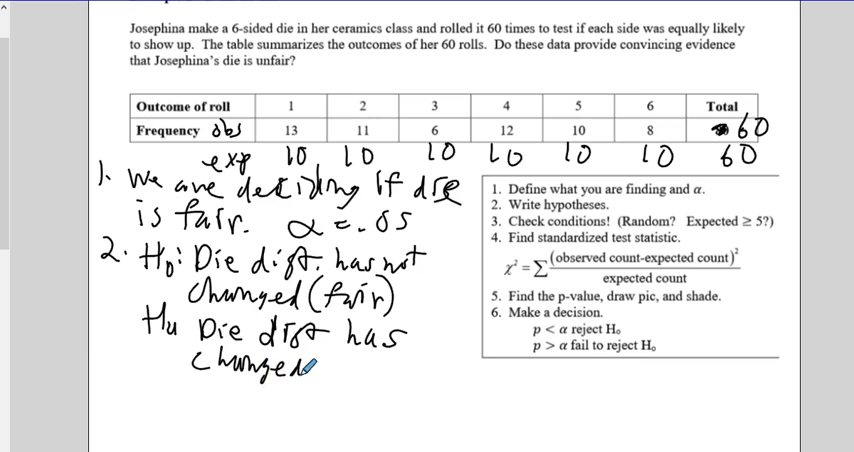 Josephina make a 6-sided die in her ceramics class and rolled it 60 times to test if each side was equally likely
to show up. The table summarizes the outcomes of her 60 rolls. Do these data provide convincing evidence
that Josephina's die is unfair?
Outcome of roll 1 2 3 4 5 6 Total
Frequency obs 13 11 6 12 10 8 60
exp 10 10 10 10 10 10 60
1. We are deciding if die
is fair. α = .05
2. H₀: Die dist. has not
changed (fair)
Ha Die dist has
changed
1. Define what you are finding and α.
2. Write hypotheses.
3. Check conditions! (Random? Expected ≥ 5?)
4. Find standardized test statistic.
χ² = Σ (observed count-expected count)² / expected count
5. Find the p-value, draw pic, and shade.
6. Make a decision.
p < α reject H₀
p > α fail to reject H₀